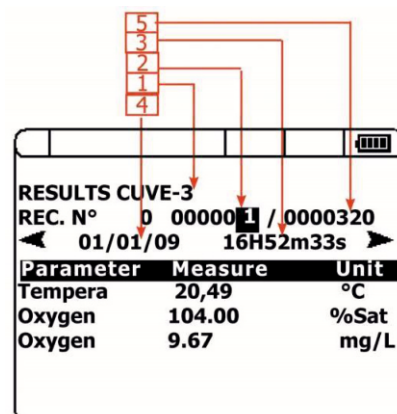 5
3
2
1
4
RESULTS CUVE-3
REC. N° 0 000001 / 0000320
01/01/09 16H52m33s
Parameter Measure Unit
Tempera 20,49 °C
Oxygen 104.00 %Sat
Oxygen 9.67 mg/L